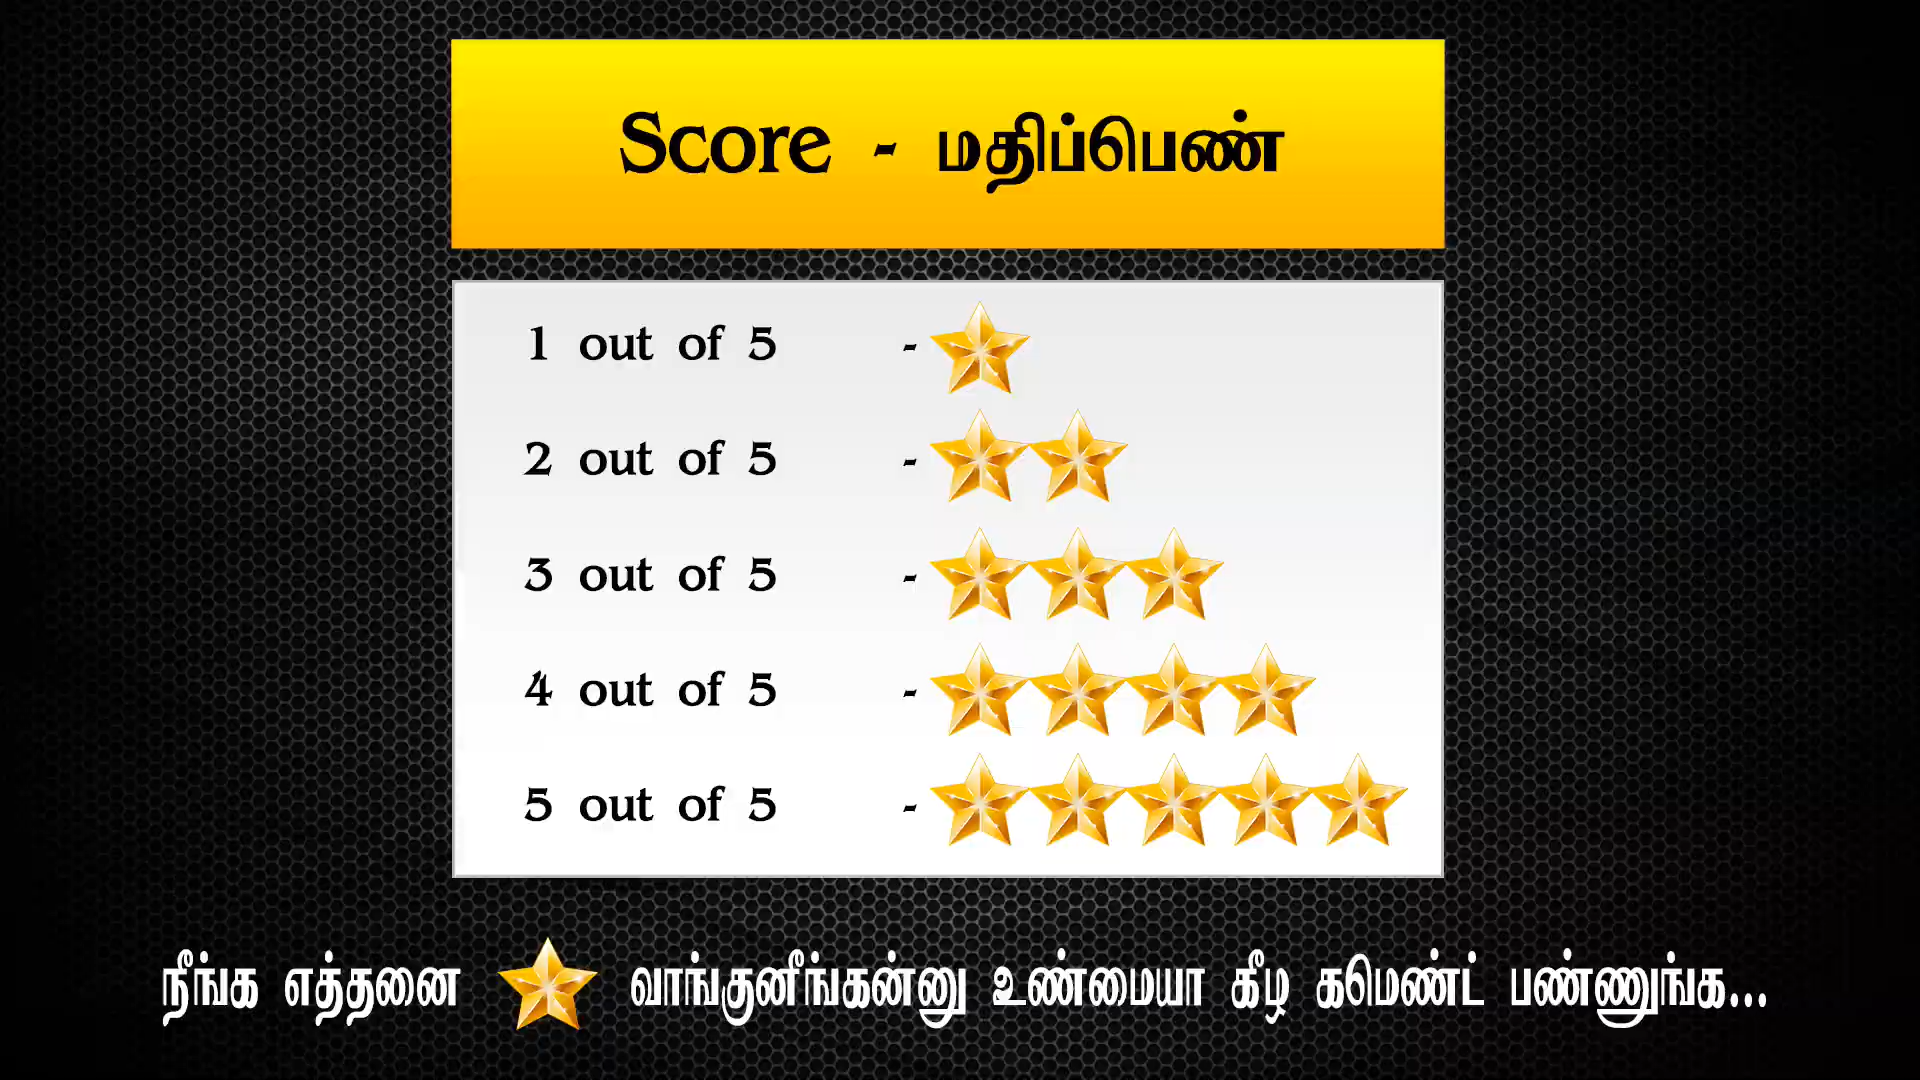 Score - மதிப்பெண்
1 out of 5 -
2 out of 5 -
3 out of 5 -
4 out of 5 -
5 out of 5 -
நீங்க எத்தனை வாங்குனீங்கன்னு உண்மையா கீழ கமெண்ட் பண்ணுங்க...